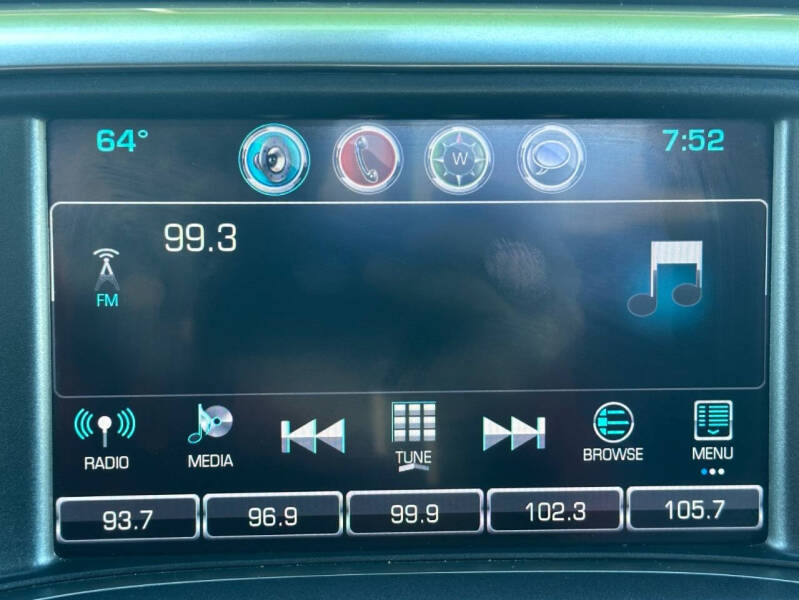 64° W 7:52
99.3
FM
RADIO MEDIA TUNE BROWSE MENU
93.7 96.9 99.9 102.3 105.7